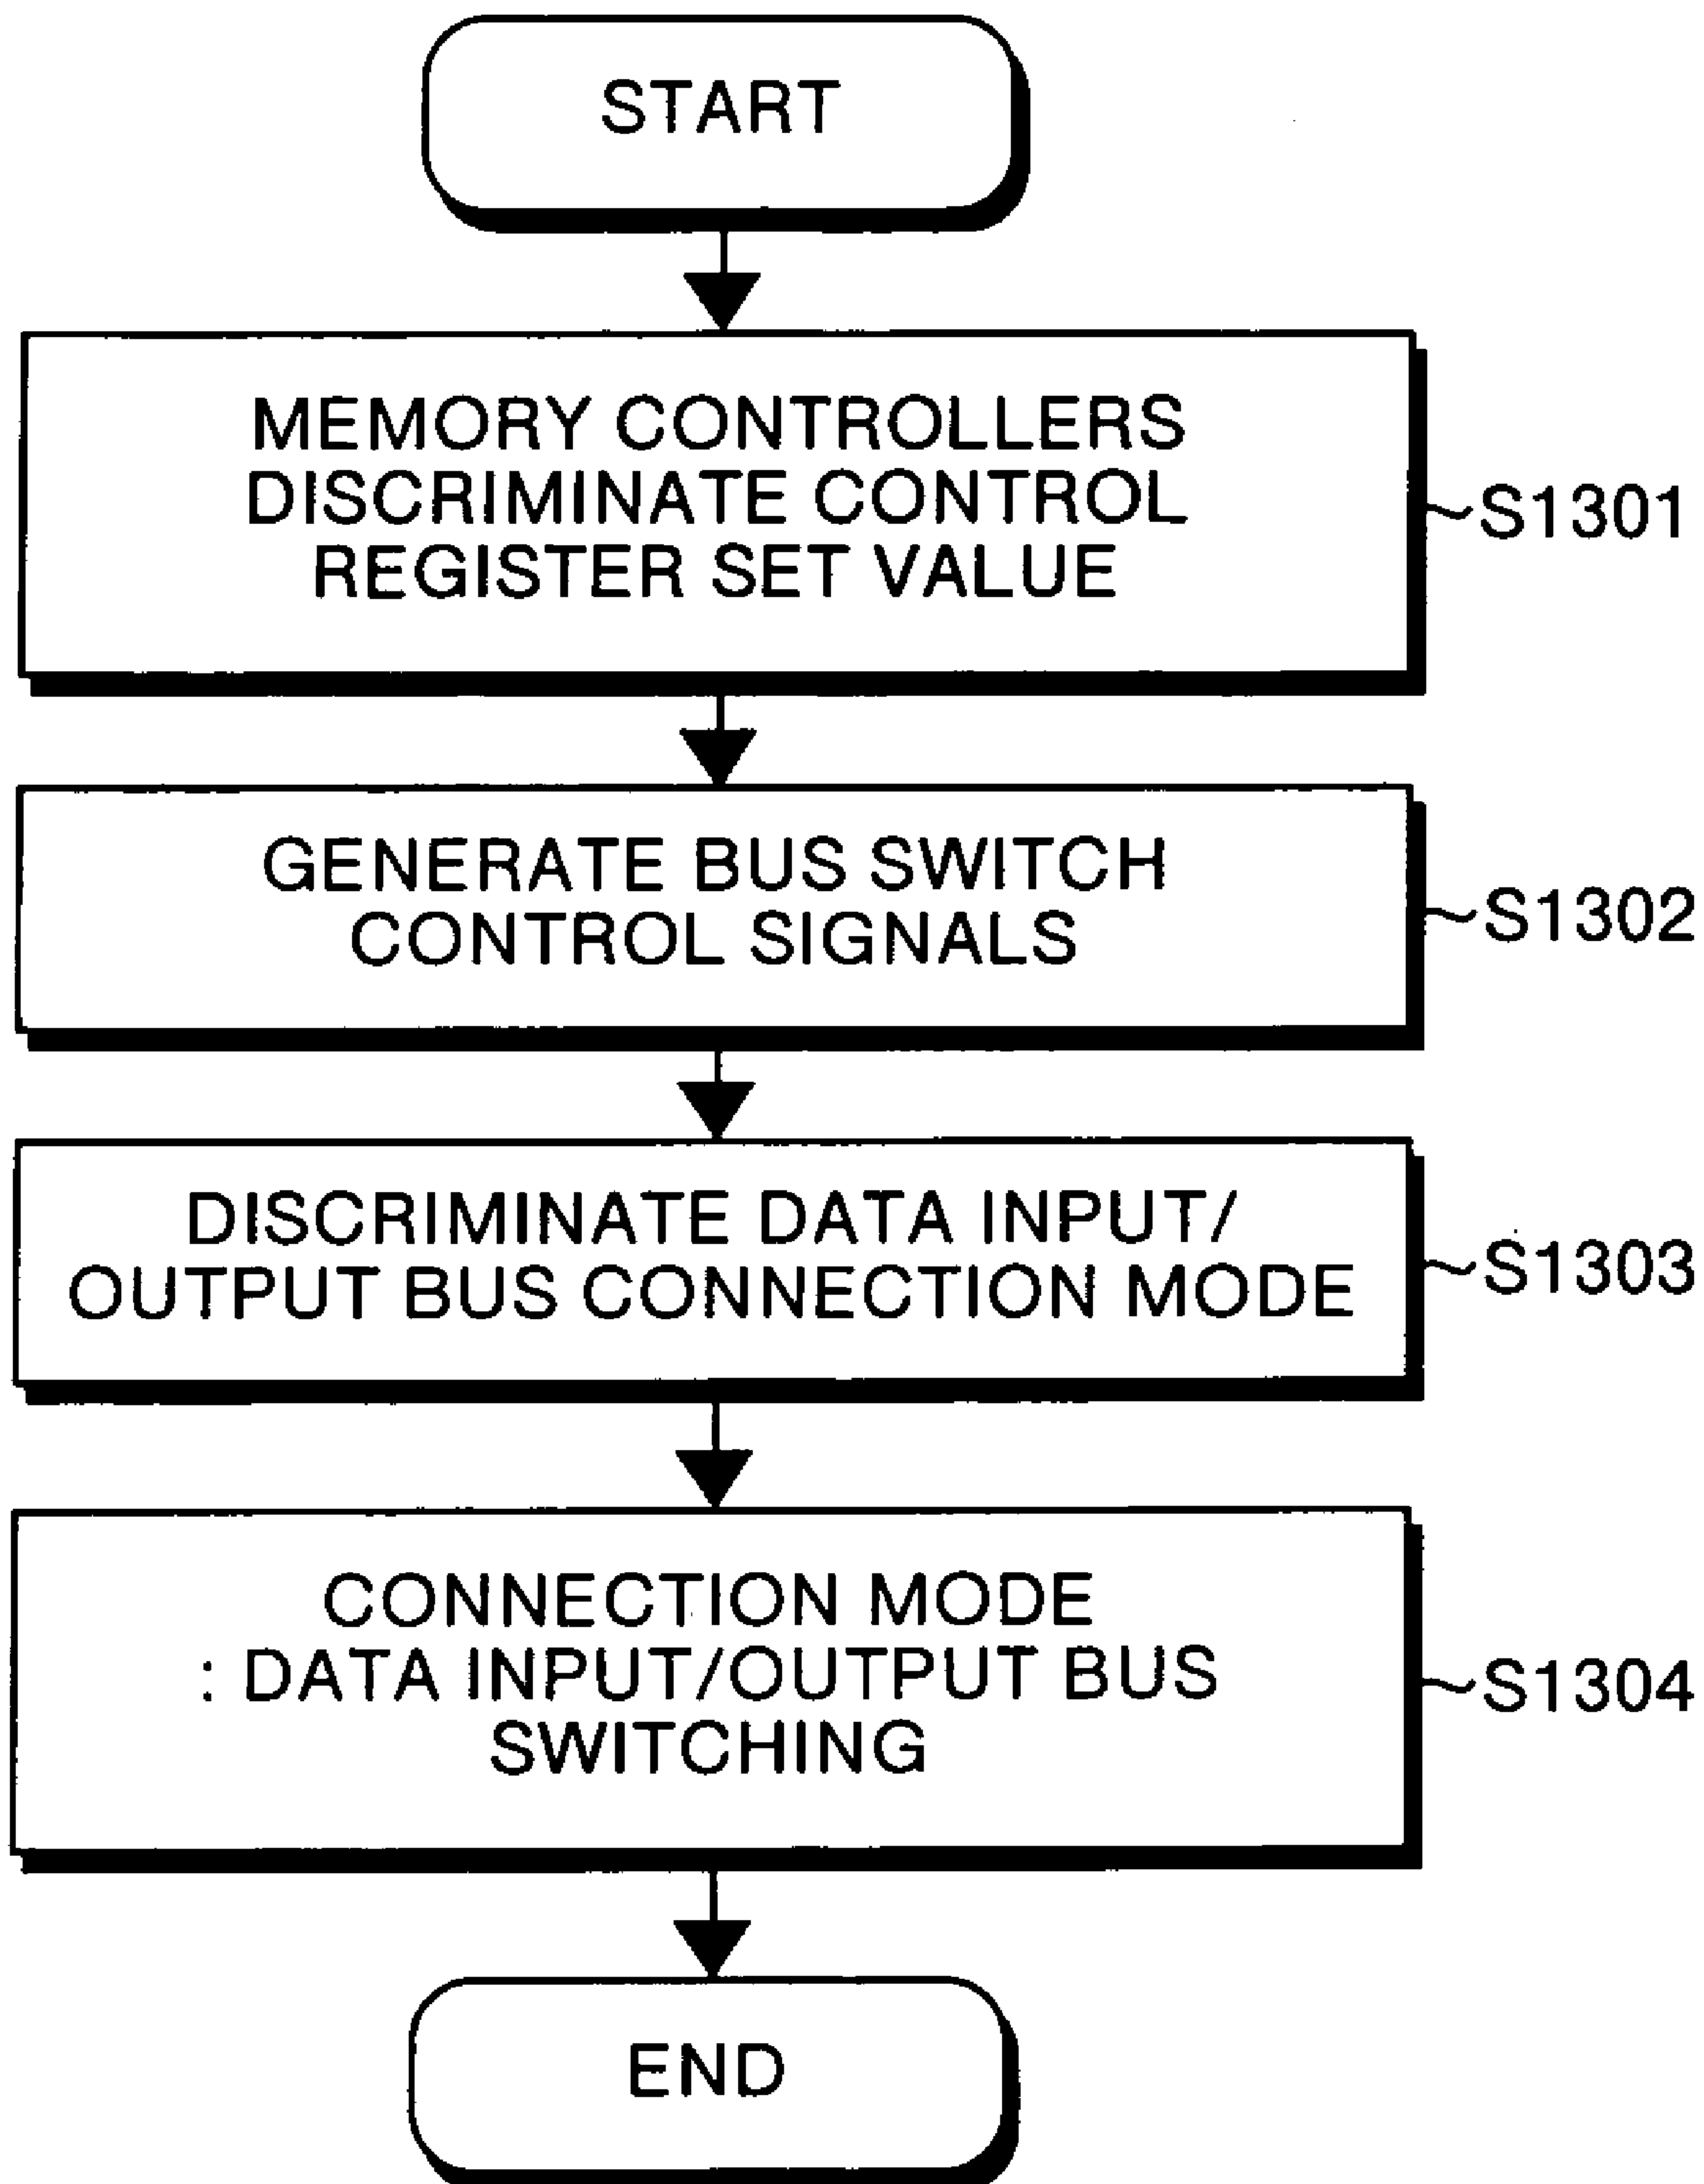 START
MEMORY CONTROLLERS
DISCRIMINATE CONTROL
REGISTER SET VALUE
S1301
GENERATE BUS SWITCH
CONTROL SIGNALS
S1302
DISCRIMINATE DATA INPUT/
OUTPUT BUS CONNECTION MODE
S1303
CONNECTION MODE
: DATA INPUT/OUTPUT BUS
SWITCHING
S1304
END